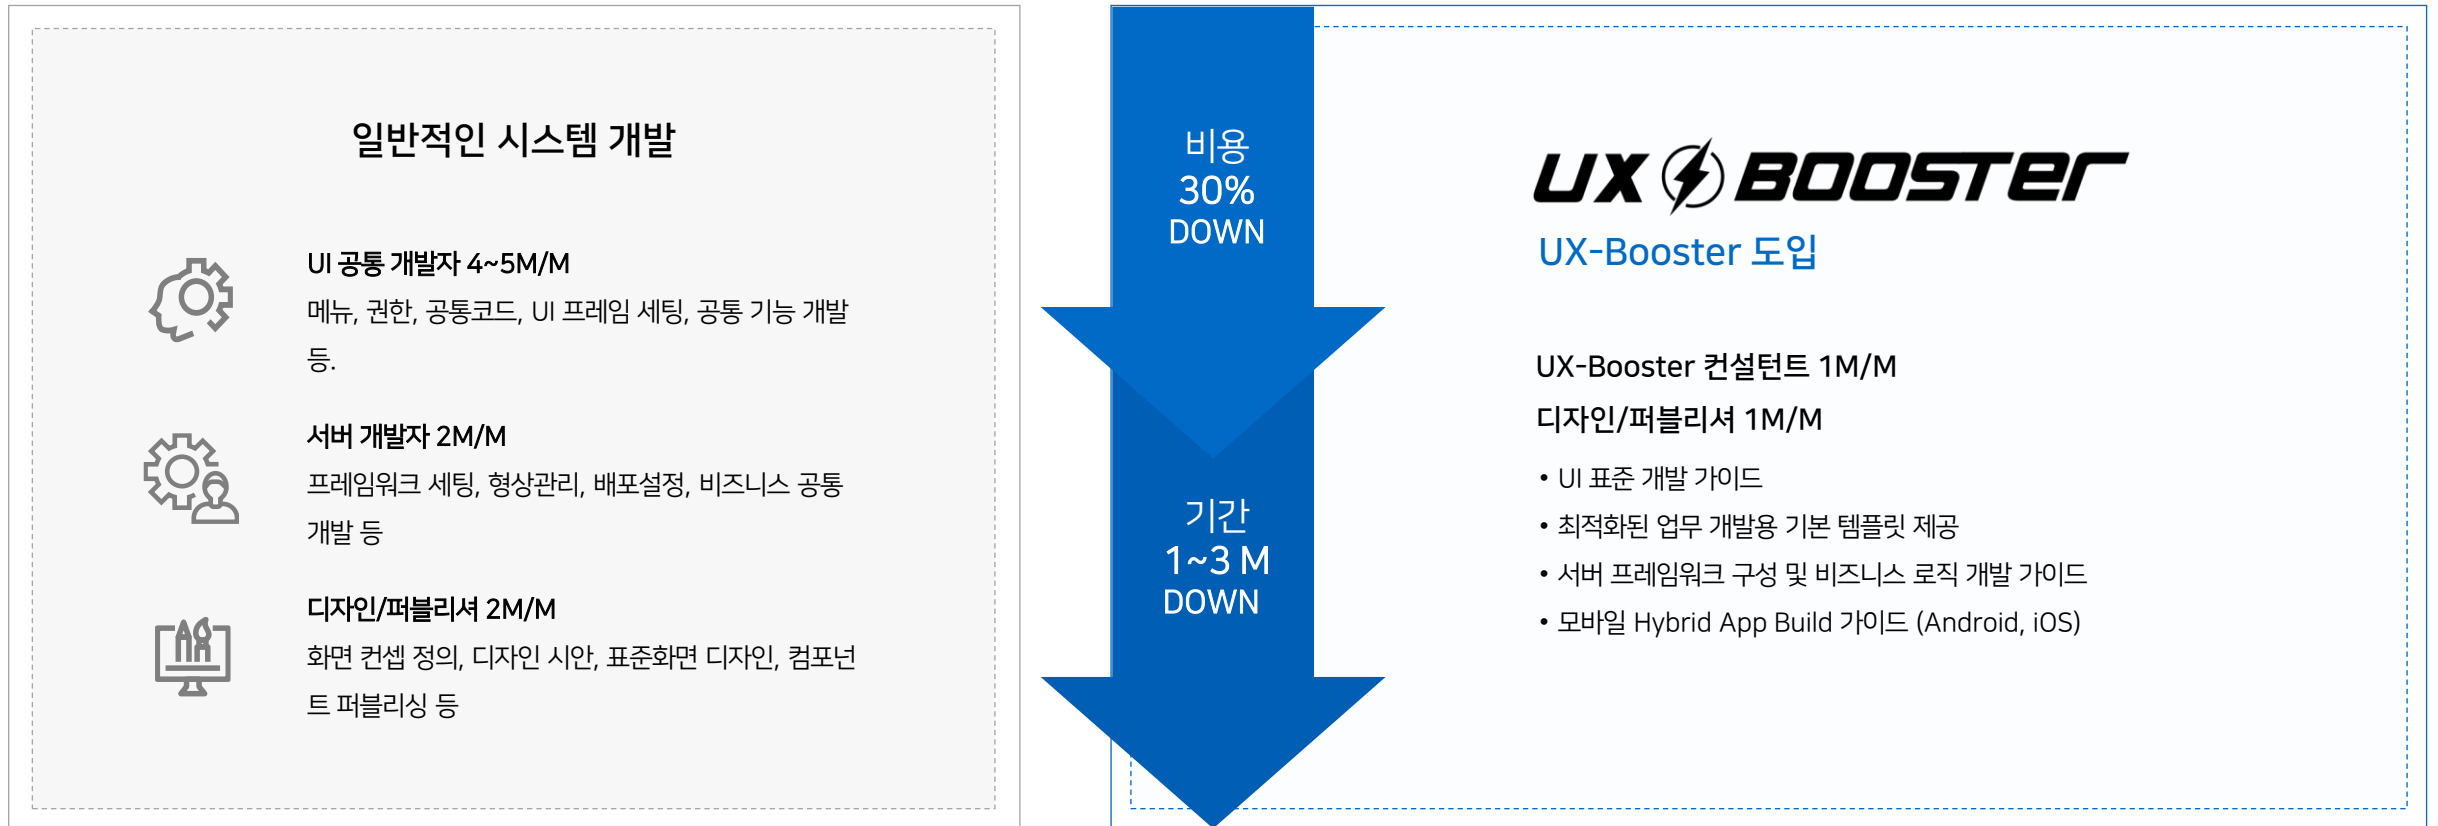 일반적인 시스템 개발
UI 공통 개발자 4~5M/M
메뉴, 권한, 공통코드, UI 프레임 세팅, 공통 기능 개발
등.
서버 개발자 2M/M
프레임워크 세팅, 형상관리, 배포설정, 비즈니스 공통
개발 등
디자인/퍼블리셔 2M/M
화면 컨셉 정의, 디자인 시안, 표준화면 디자인, 컴포넌
트 퍼블리싱 등
비용
30%
DOWN
기간
1~3 M
DOWN
UX BOOSTER
UX-Booster 도입
UX-Booster 컨설턴트 1M/M
디자인/퍼블리셔 1M/M
• UI 표준 개발 가이드
• 최적화된 업무 개발용 기본 템플릿 제공
• 서버 프레임워크 구성 및 비즈니스 로직 개발 가이드
• 모바일 Hybrid App Build 가이드 (Android, iOS)